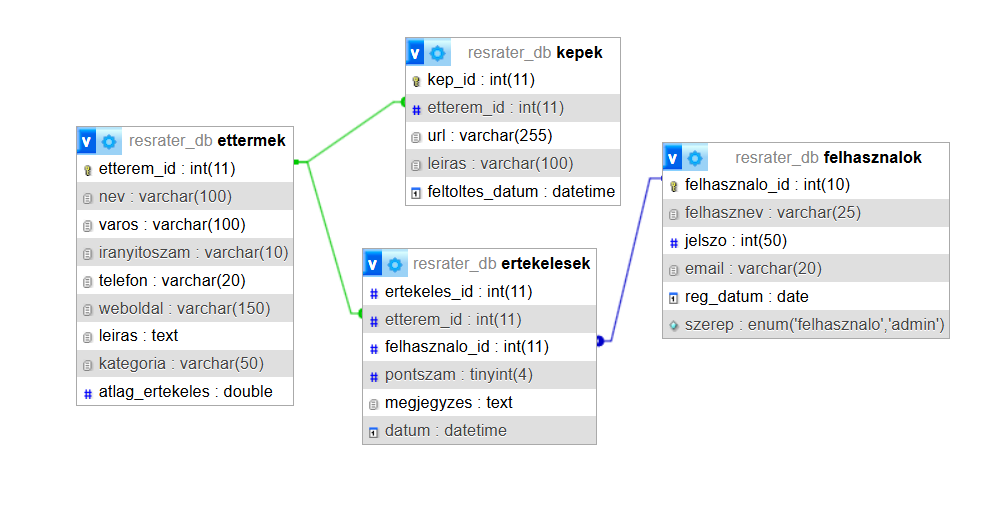 resrater_db ettermek
etterem_id : int(11)
nev : varchar(100)
varos : varchar(100)
iranyitoszam : varchar(10)
telefon : varchar(20)
weboldal : varchar(150)
leiras : text
kategoria : varchar(50)
# atlag_ertekeles : double
resrater_db kepek
kep_id : int(11)
# etterem_id : int(11)
url : varchar(255)
leiras : varchar(100)
feltoltes_datum : datetime
resrater_db ertekelesek
# ertekeles_id : int(11)
# etterem_id : int(11)
# felhasznalo_id : int(11)
# pontszam : tinyint(4)
megjegyzes : text
datum : datetime
resrater_db felhasznalok
felhasznalo_id : int(10)
felhasznev : varchar(25)
# jelszo : int(50)
email : varchar(20)
reg_datum : date
szerep : enum('felhasznalo','admin')